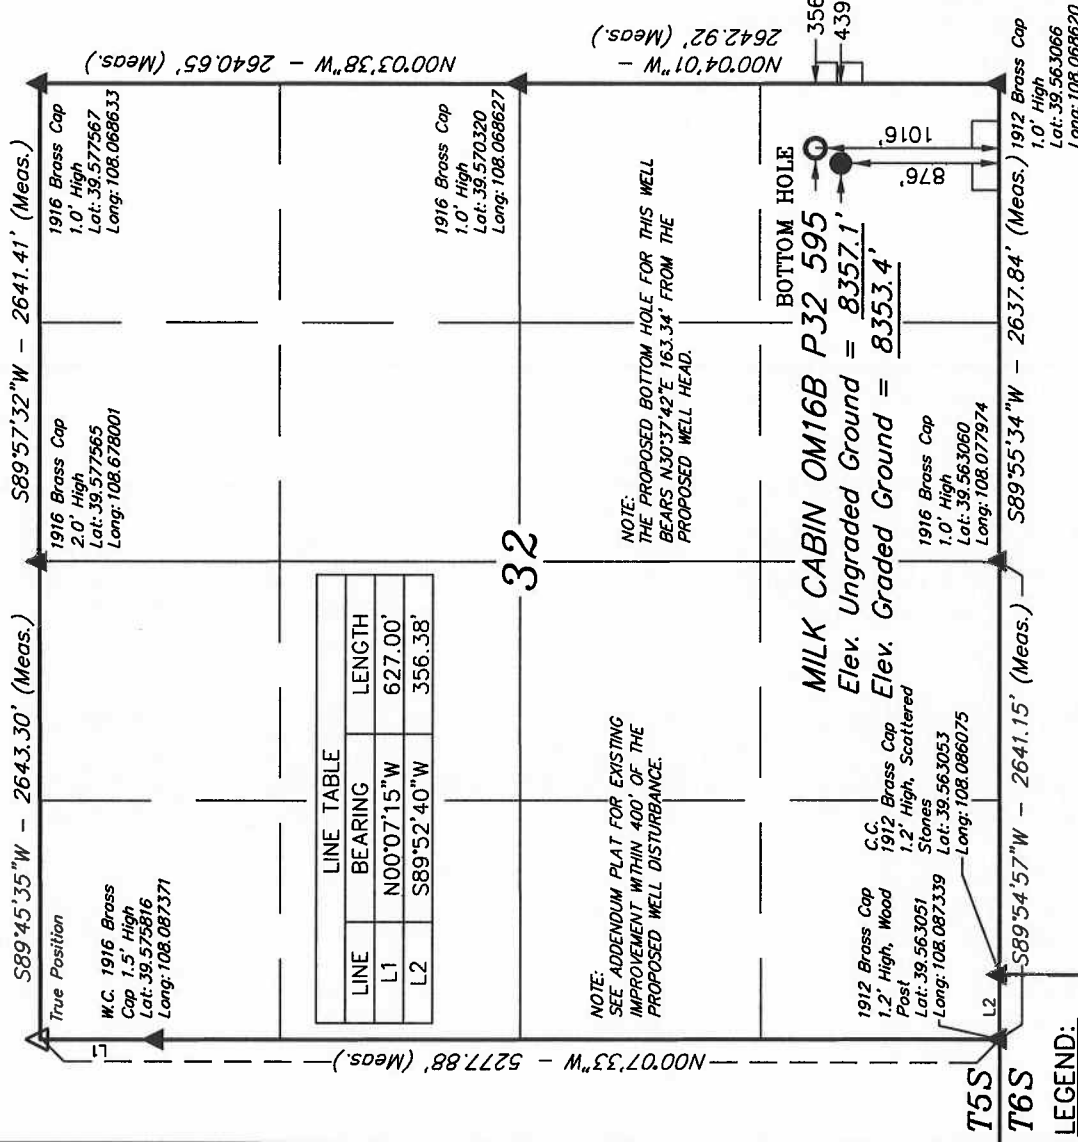 S89°45'35"W - 2643.30' (Meas.)
S89°57'32"W - 2641.41' (Meas.)
True Position
W.C. 1916 Brass
Cap 1.5' High
Lat: 39.575816
Long: 108.087371
1916 Brass Cap
2.0' High
Lat: 39.577565
Long: 108.678001
1916 Brass Cap
1.0' High
Lat: 39.577567
Long: 108.068633
N00°03'38"W - 2640.65' (Meas.)
L1
LINE TABLE
LINE BEARING LENGTH
L1 N00°07'15"W 627.00'
L2 S89°52'40"W 356.38'
1916 Brass Cap
1.0' High
Lat: 39.570320
Long: 108.068627
32
N00°07'33"W - 5277.88' (Meas.)
N00°04'01"W -
2642.92' (Meas.)
NOTE:
SEE ADDENDUM PLAT FOR EXISTING
IMPROVEMENT WITHIN 400' OF THE
PROPOSED WELL DISTURBANCE.
NOTE:
THE PROPOSED BOTTOM HOLE FOR THIS WELL
BEARS N30°37'42"E 163.34' FROM THE
PROPOSED WELL HEAD.
BOTTOM HOLE
MILK CABIN OM16B P32 595
Elev. Ungraded Ground = 8357.1'
Elev. Graded Ground = 8353.4'
356
439
1016'
876'
1912 Brass Cap
1.2' High, Wood
Post
Lat: 39.563051
Long: 108.087339
C.C.
1912 Brass Cap
1.2' High, Scattered
Stones
Lat: 39.563053
Long: 108.086075
1916 Brass Cap
1.0' High
Lat: 39.563060
Long: 108.077974
1912 Brass Cap
1.0' High
Lat: 39.563066
Long: 108.068620
L2
S89°54'57"W - 2641.15' (Meas.)
S89°55'34"W - 2637.84' (Meas.)
T5S
T6S
LEGEND: